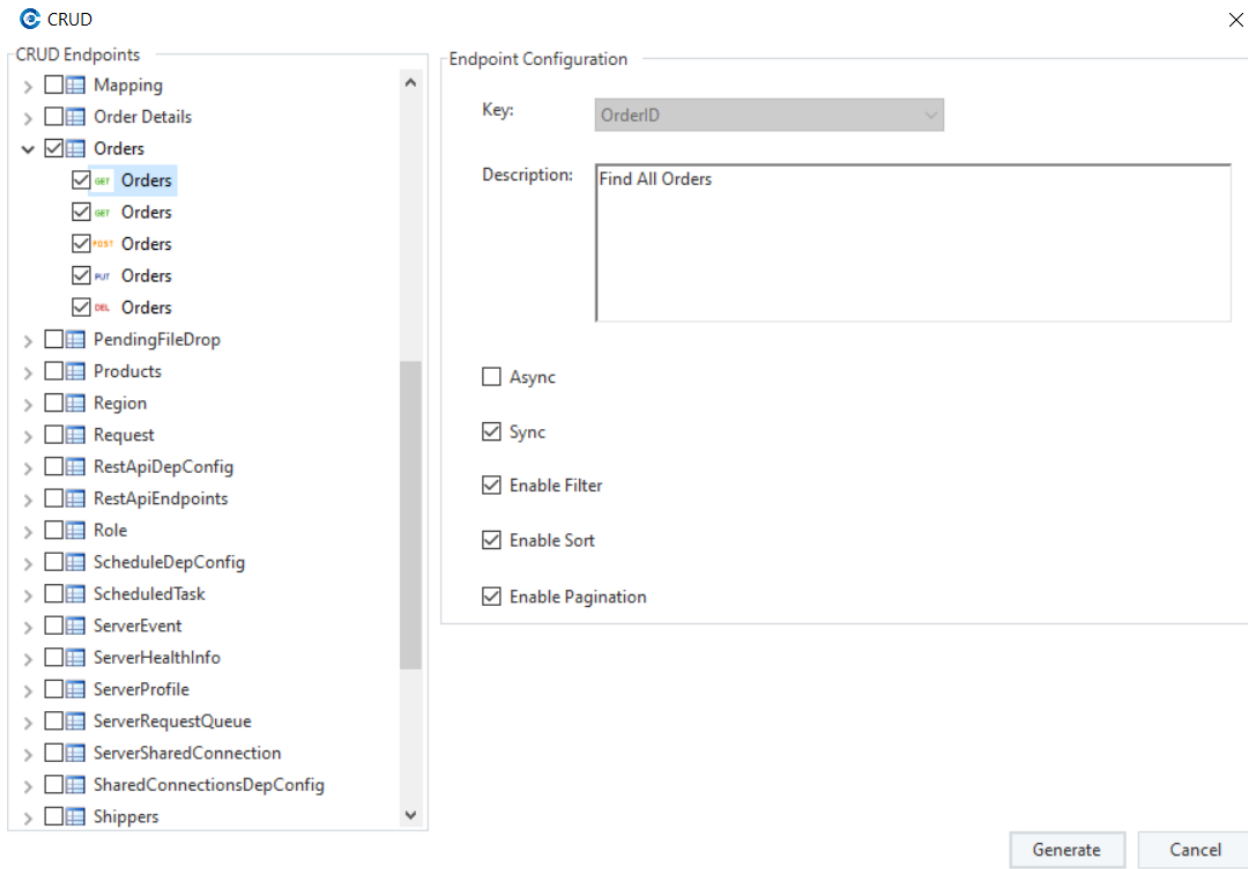 CRUD
CRUD Endpoints
Mapping
Order Details
Orders
GET Orders
GET Orders
POST Orders
PUT Orders
DEL Orders
PendingFileDrop
Products
Region
Request
RestApiDepConfig
RestApiEndpoints
Role
ScheduleDepConfig
ScheduledTask
ServerEvent
ServerHealthInfo
ServerProfile
ServerRequestQueue
ServerSharedConnection
SharedConnectionsDepConfig
Shippers
Endpoint Configuration
Key: OrderID
Description: Find All Orders
Async
Sync
Enable Filter
Enable Sort
Enable Pagination
Generate Cancel